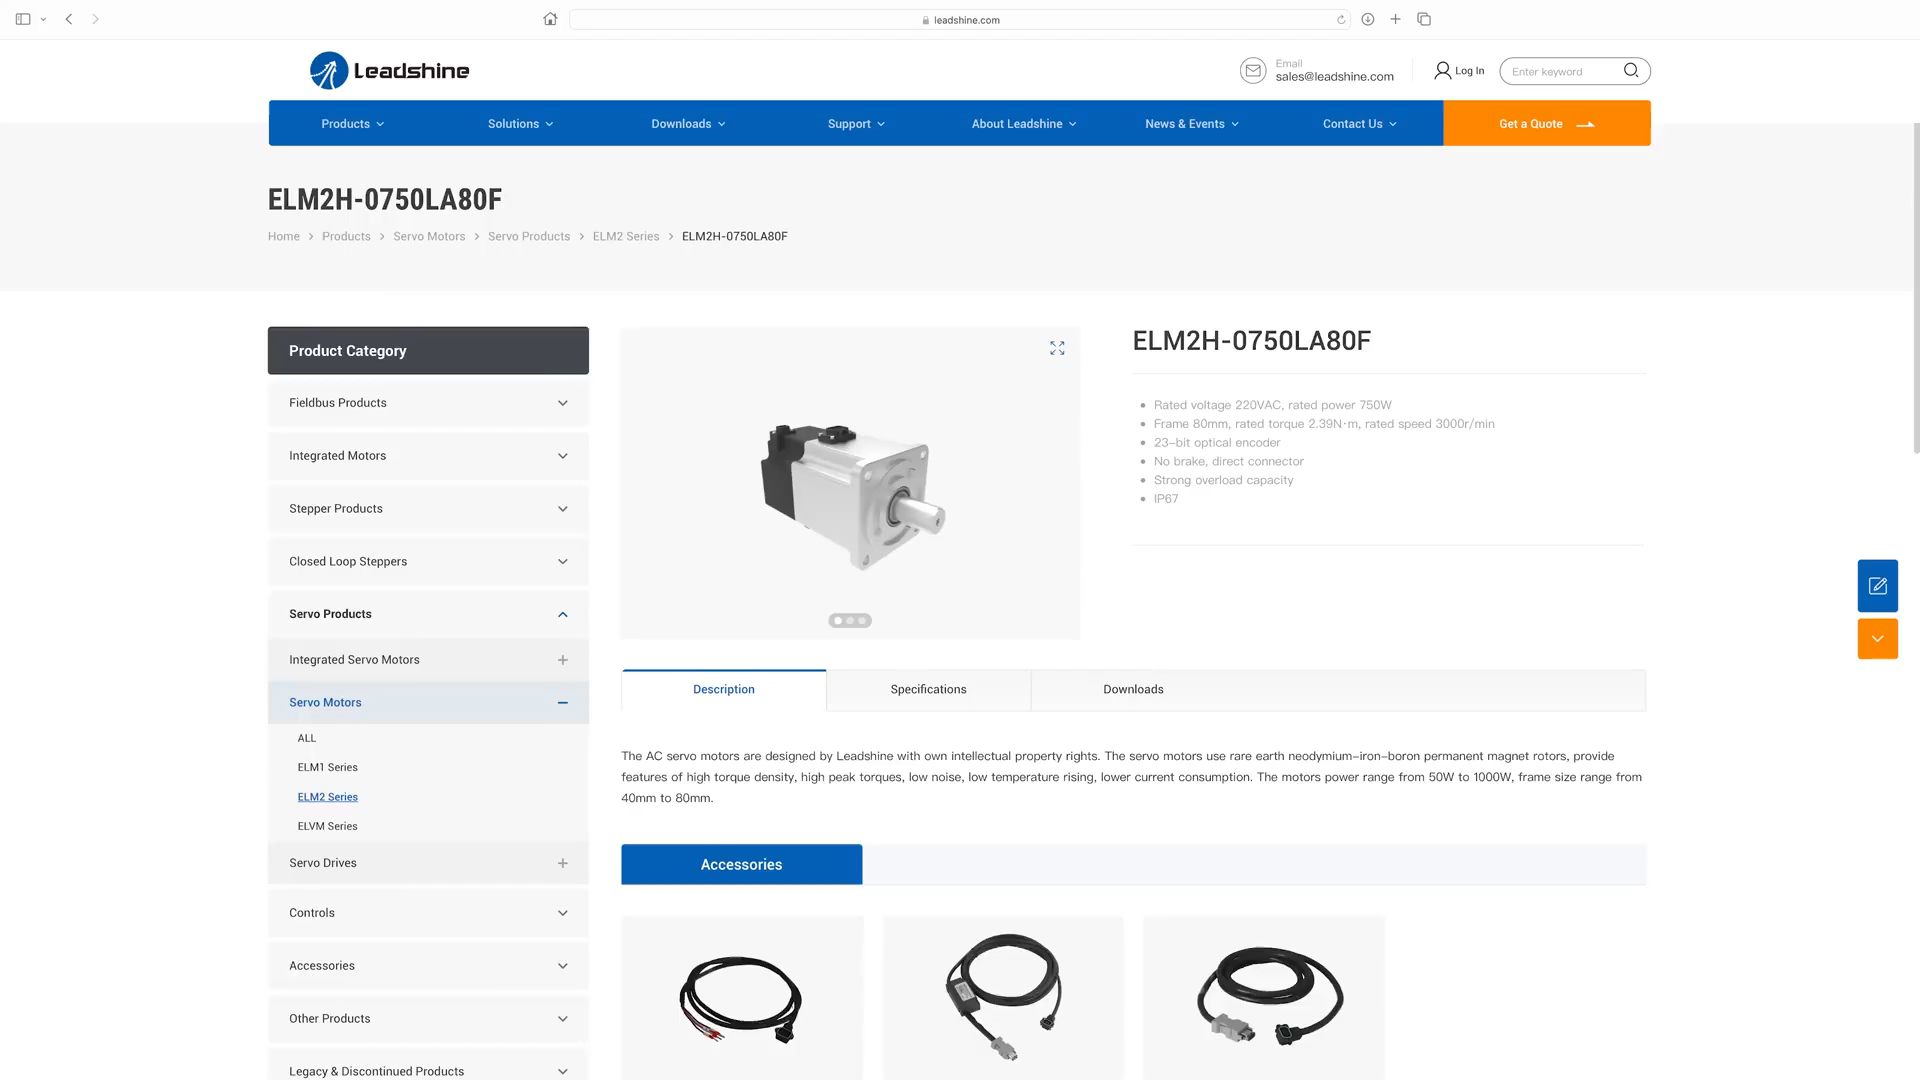 leadshine.com
Leadshine
Email
sales@leadshine.com
Log In
Enter keyword
Products
Solutions
Downloads
Support
About Leadshine
News & Events
Contact Us
Get a Quote
ELM2H-0750LA80F
Home > Products > Servo Motors > Servo Products > ELM2 Series > ELM2H-0750LA80F
Product Category
Fieldbus Products
Integrated Motors
Stepper Products
Closed Loop Steppers
Servo Products
Integrated Servo Motors
Servo Motors
ALL
ELM1 Series
ELM2 Series
ELVM Series
Servo Drives
Controls
Accessories
Other Products
Legacy & Discontinued Products
ELM2H-0750LA80F
Rated voltage 220VAC, rated power 750W
Frame 80mm, rated torque 2.39N·m, rated speed 3000r/min
23-bit optical encoder
No brake, direct connector
Strong overload capacity
IP67
Description
Specifications
Downloads
The AC servo motors are designed by Leadshine with own intellectual property rights. The servo motors use rare earth neodymium-iron-boron permanent magnet rotors, provide
features of high torque density, high peak torques, low noise, low temperature rising, lower current consumption. The motors power range from 50W to 1000W, frame size range from
40mm to 80mm.
Accessories